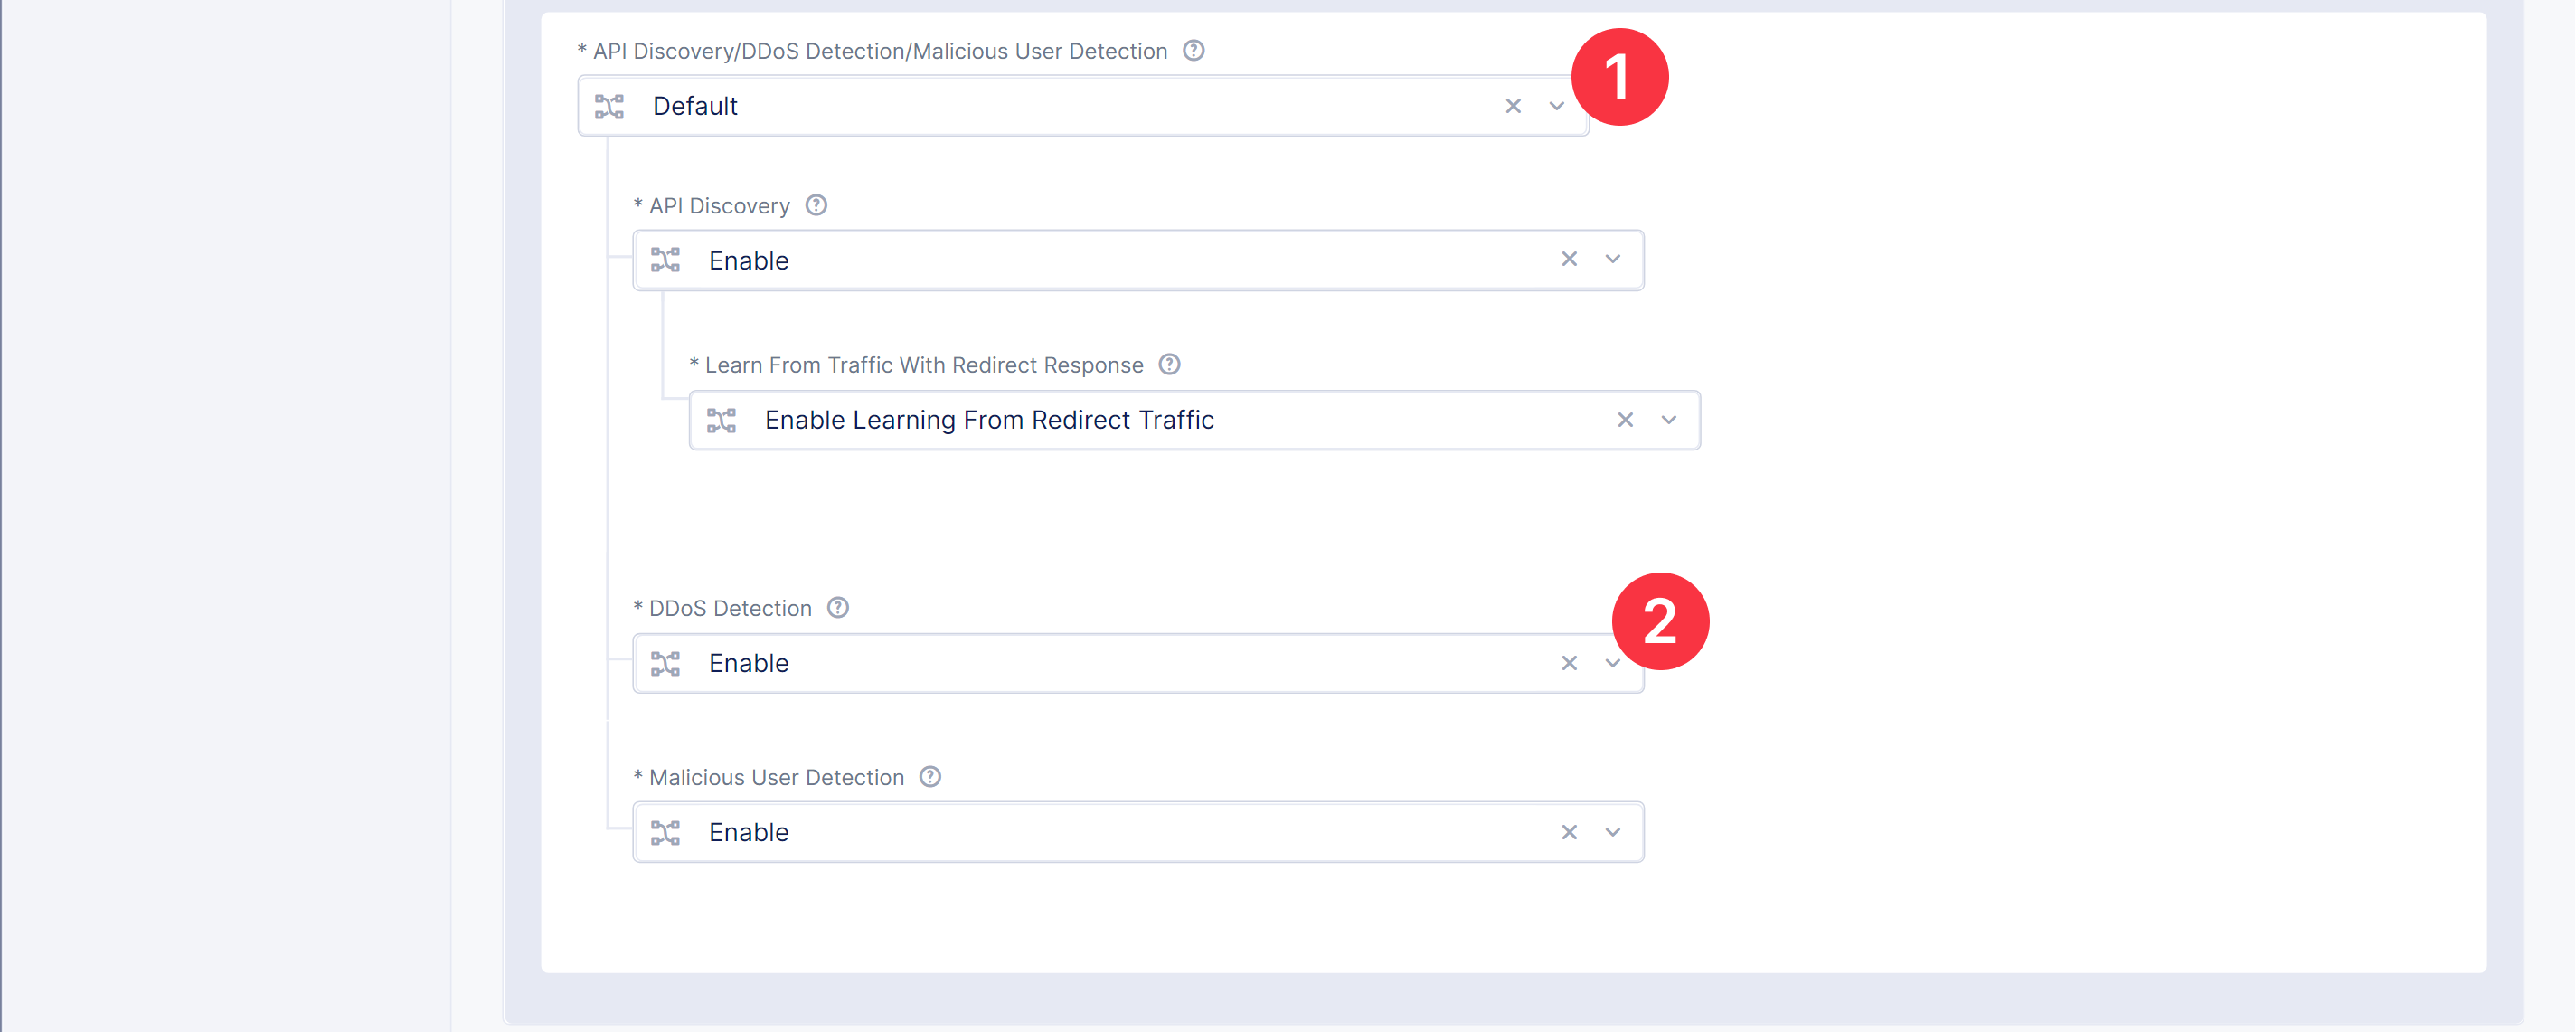 * API Discovery/DDoS Detection/Malicious User Detection
1
Default
* API Discovery
Enable
* Learn From Traffic With Redirect Response
Enable Learning From Redirect Traffic
* DDoS Detection
2
Enable
* Malicious User Detection
Enable